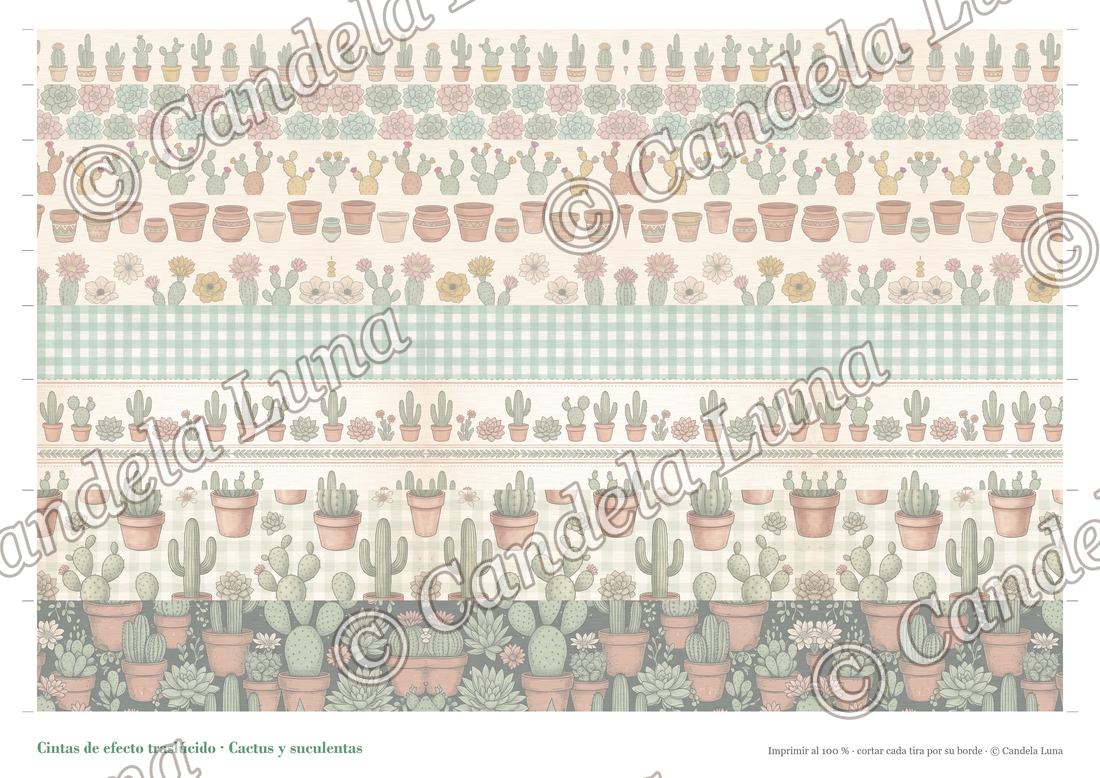 © Candela Luna
© Candela Luna
© Candela Luna
© Candela Luna
© Candela Luna
Cintas de efecto traslúcido · Cactus y suculentas
Imprimir al 100 % · cortar cada tira por su borde · © Candela Luna